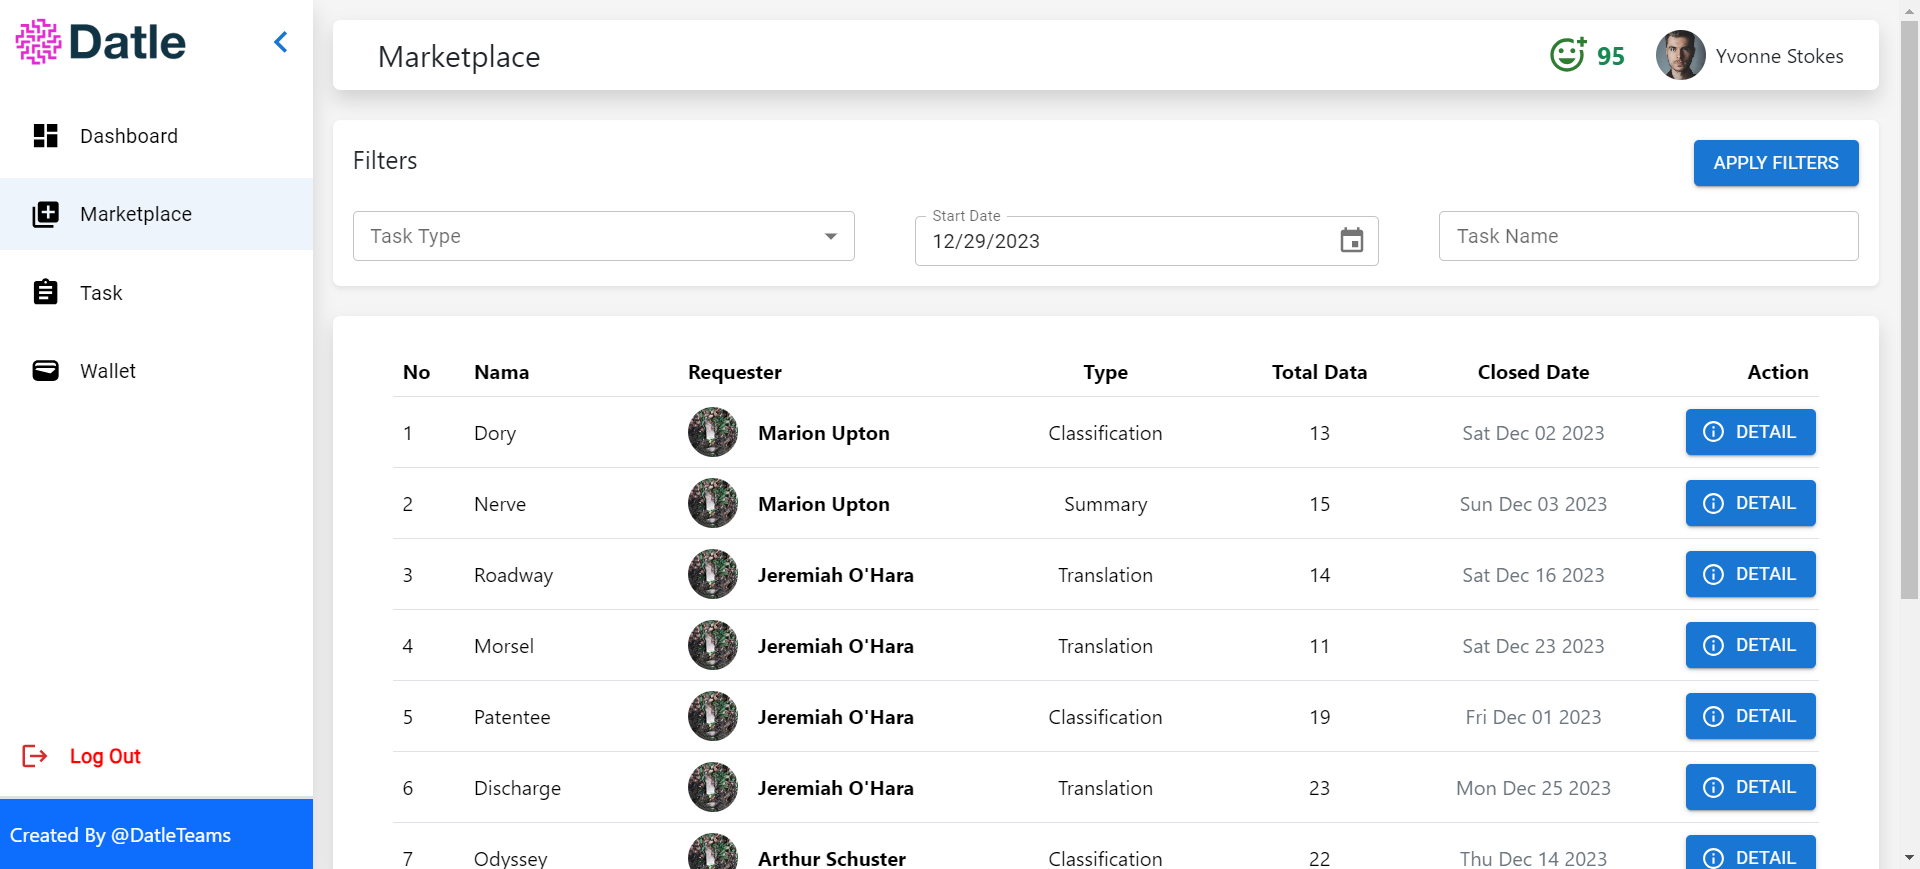 Datle
Dashboard
Marketplace
Task
Wallet
Log Out
Created By @DatleTeams
Marketplace
95
Yvonne Stokes
Filters
APPLY FILTERS
Task Type
Start Date
12/29/2023
Task Name
No Nama Requester Type Total Data Closed Date Action
1 Dory Marion Upton Classification 13 Sat Dec 02 2023 DETAIL
2 Nerve Marion Upton Summary 15 Sun Dec 03 2023 DETAIL
3 Roadway Jeremiah O'Hara Translation 14 Sat Dec 16 2023 DETAIL
4 Morsel Jeremiah O'Hara Translation 11 Sat Dec 23 2023 DETAIL
5 Patentee Jeremiah O'Hara Classification 19 Fri Dec 01 2023 DETAIL
6 Discharge Jeremiah O'Hara Translation 23 Mon Dec 25 2023 DETAIL
7 Odyssey Arthur Schuster Classification 22 Thu Dec 14 2023 DETAIL